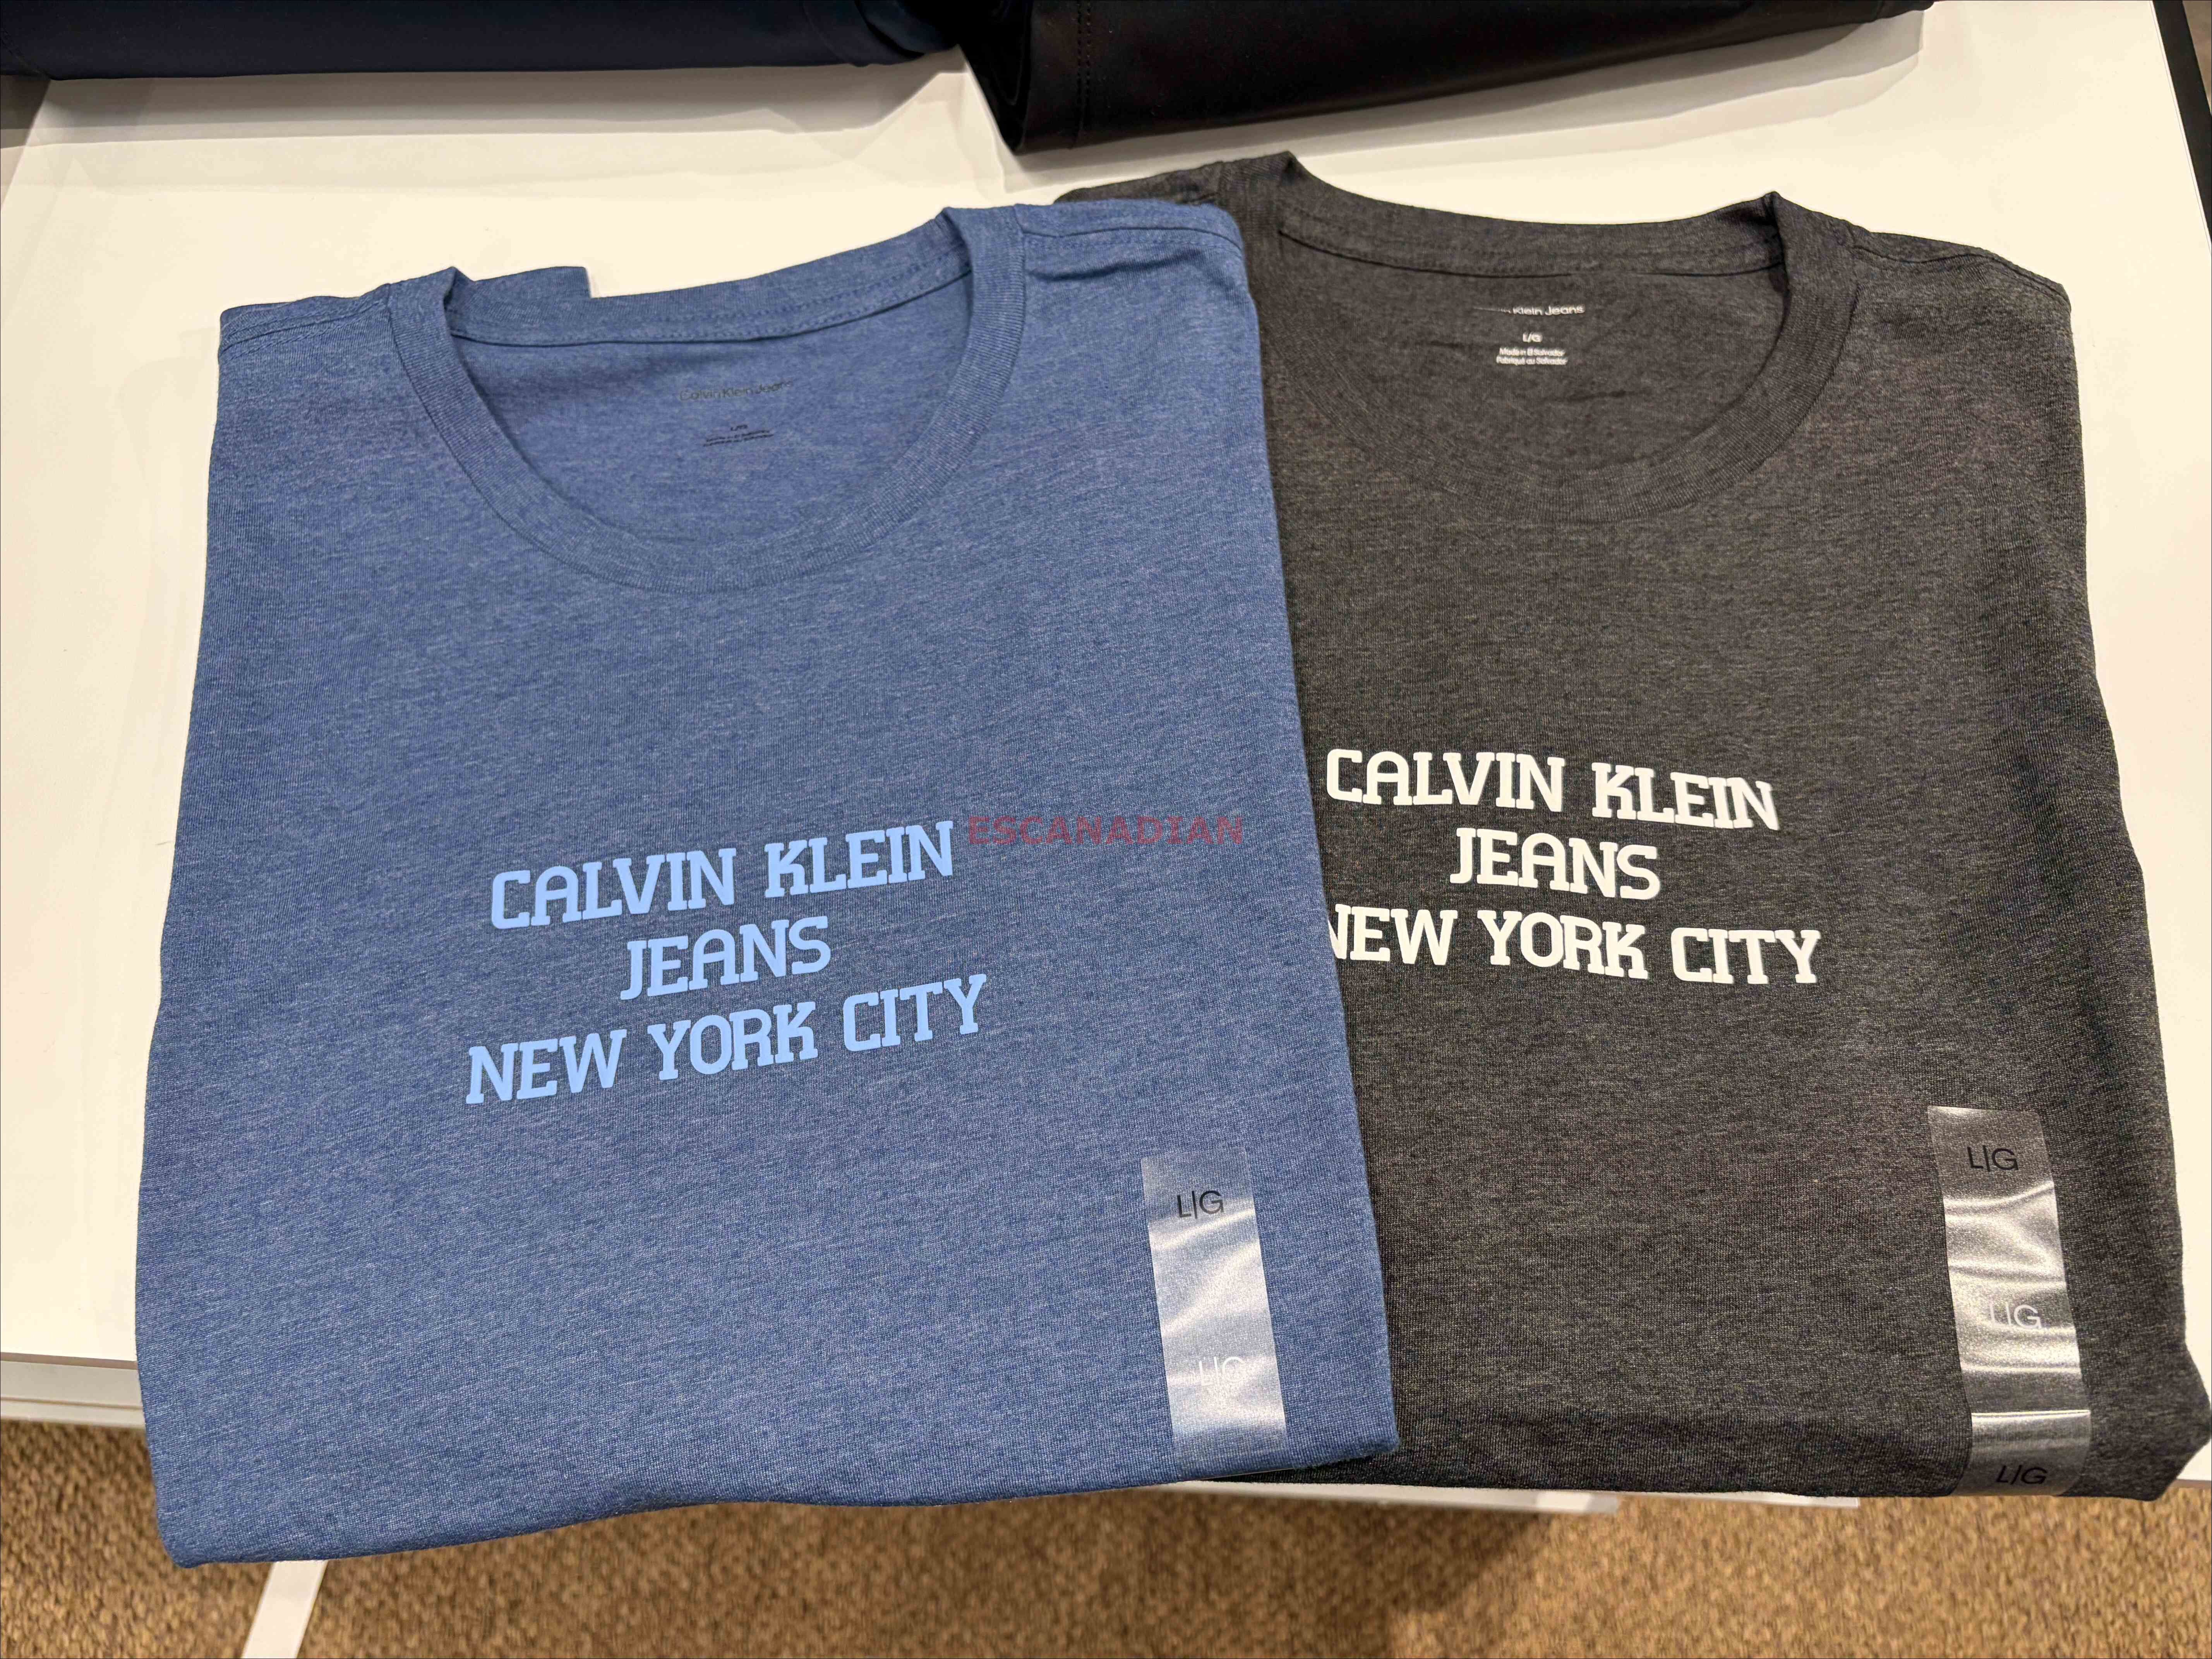 Calvin Klein Jeans
Klein Jeans
L/G
Made in El Salvador
Fabriqué au Salvador
CALVIN KLEIN
JEANS
NEW YORK CITY
ESCANADIAN
CALVIN KLEIN
JEANS
NEW YORK CITY
L|G
L|G
L|G
L|G
L|G